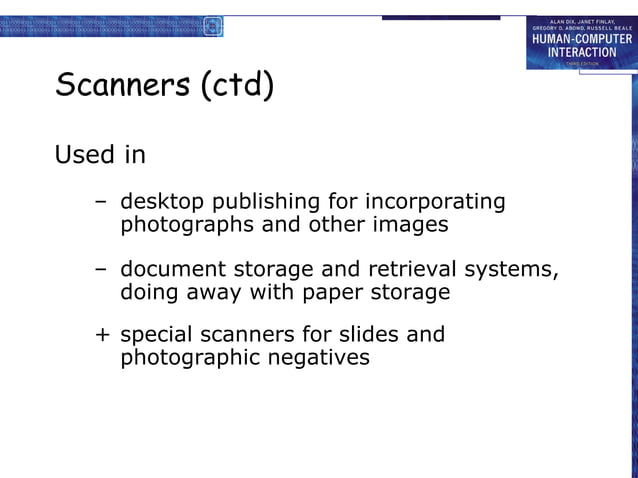 ALAN DIX, JANET FINLAY,
GREGORY D. ABOWD, RUSSELL BEALE
HUMAN-COMPUTER
INTERACTION
THIRD EDITION
Scanners (ctd)
Used in
– desktop publishing for incorporating
photographs and other images
– document storage and retrieval systems,
doing away with paper storage
+ special scanners for slides and
photographic negatives